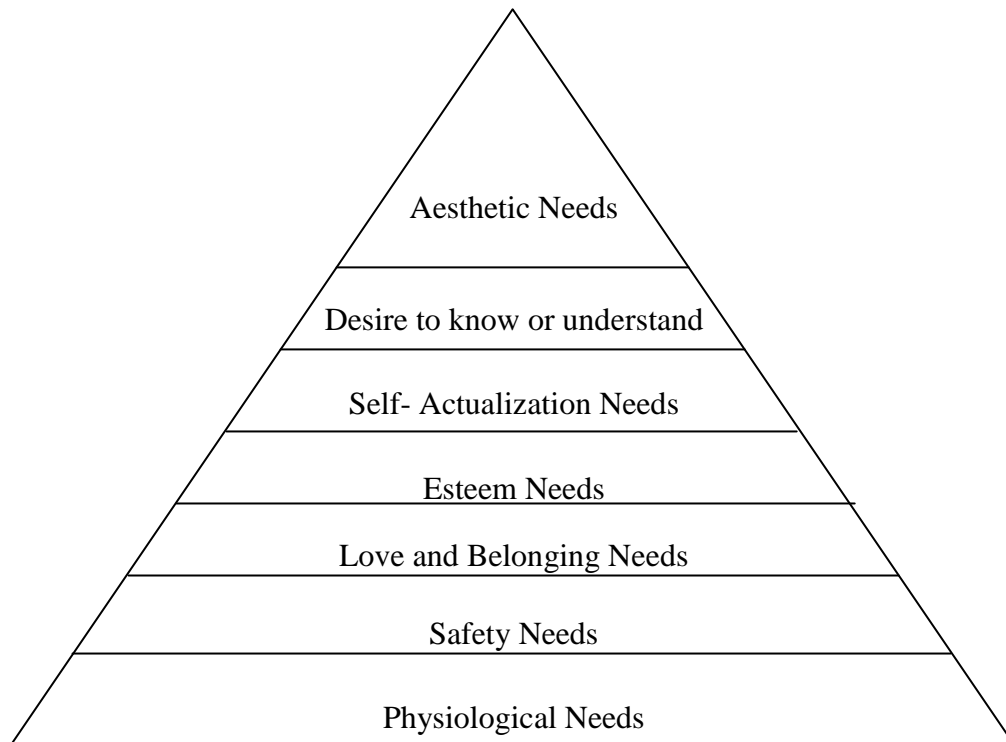 Aesthetic Needs
Desire to know or understand
Self- Actualization Needs
Esteem Needs
Love and Belonging Needs
Safety Needs
Physiological Needs